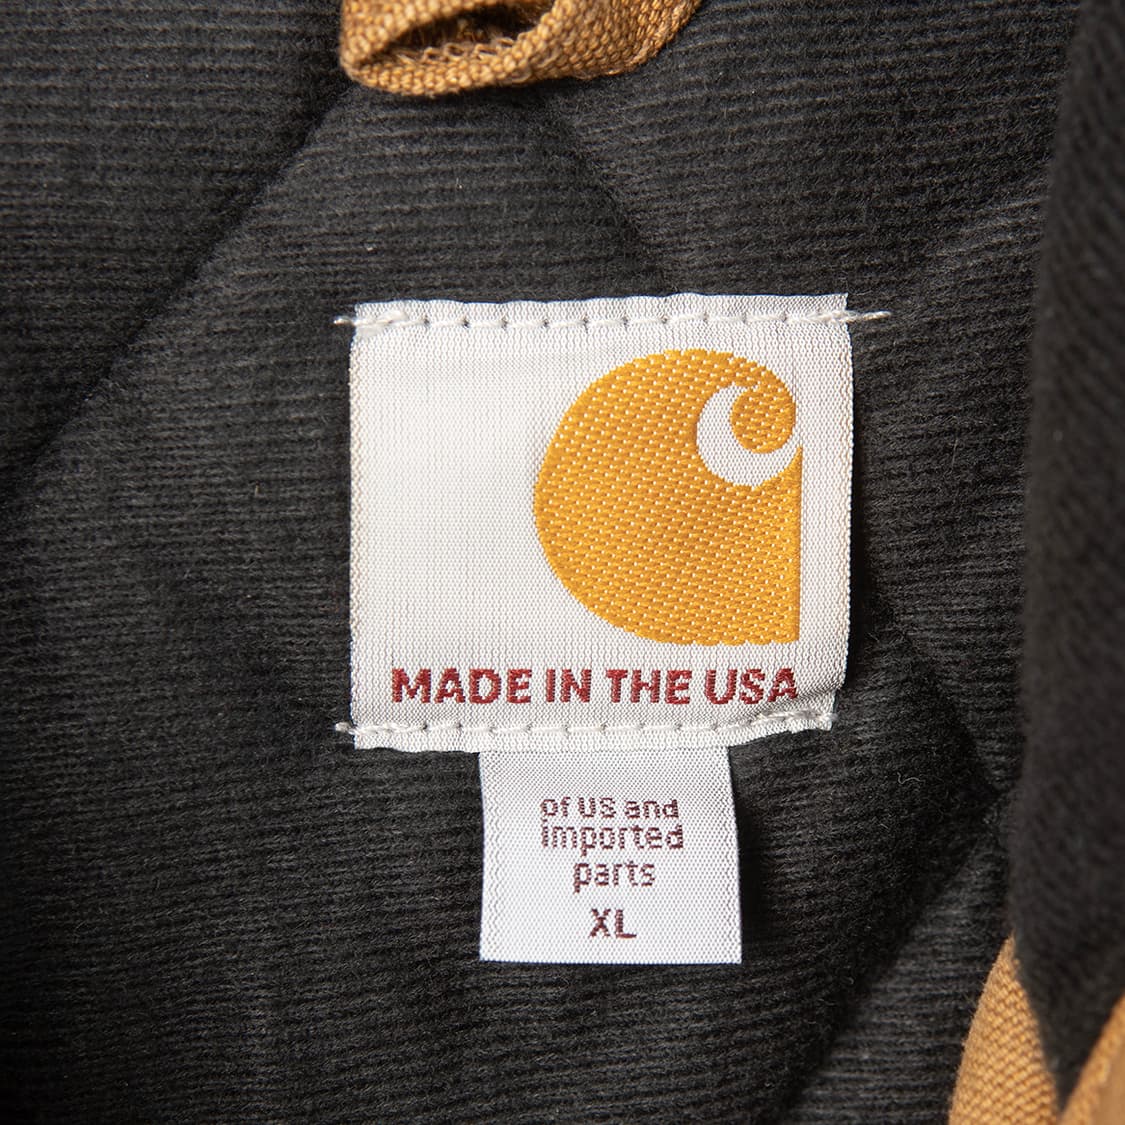 MADE IN THE USA
of US and
imported
parts
XL